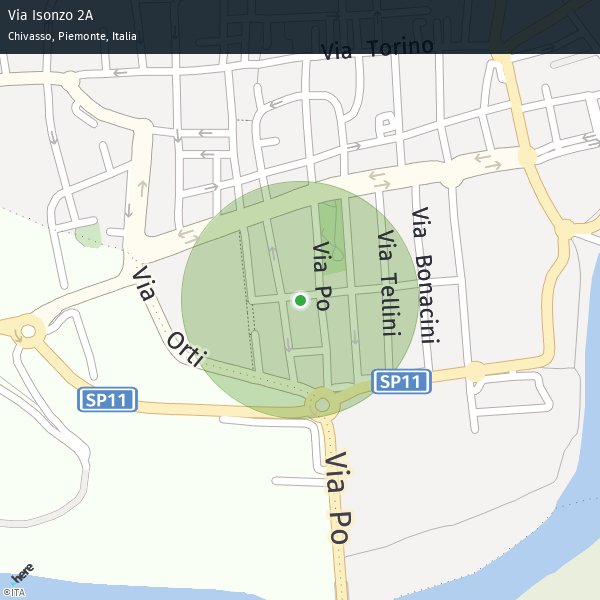 Via Isonzo 2A
Chivasso, Piemonte, Italia
Via Torino
Via Bonacini
Via Tellini
Via Po
Via Orti
SP11
SP11
Via Po
here
©ITA